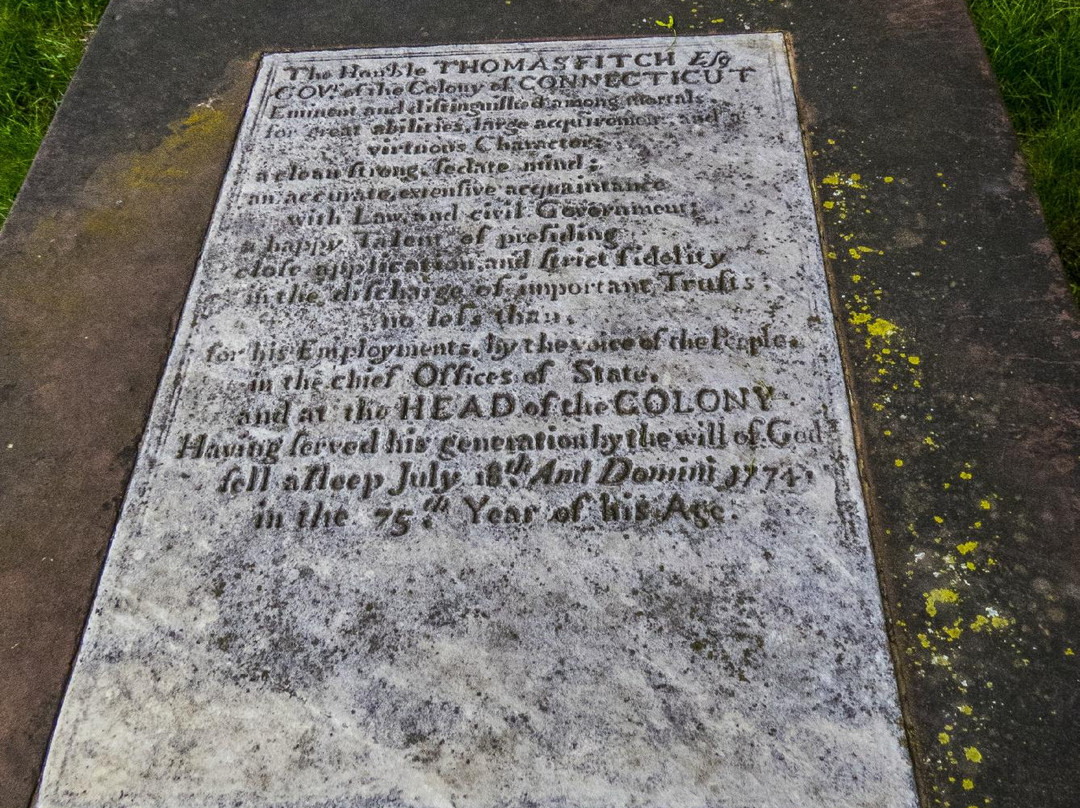 The Honᵇˡᵉ THOMAS FITCH Eſq
GOVʳ. of the Colony of CONNECTICUT
Eminent and diſtinguiſhed among mortals
for great abilities, large acquirements and a
virtuous Character;
a clear ſtrong, ſedate mind;
an accurate, extenſive acquaintance
with Law, and civil Government;
a happy Talent of preſiding
cloſe application, and ſtrict fidelity
in the diſcharge of important Truſts;
no leſs than,
for his Employments, by the voice of the People,
in the chief Offices of State,
and at the HEAD of the COLONY.
Having ſerved his generation by the will of God
fell aſleep July 18ᵗʰ. And Domini 1774.
in the 75.ᵗʰ Year of his Age.